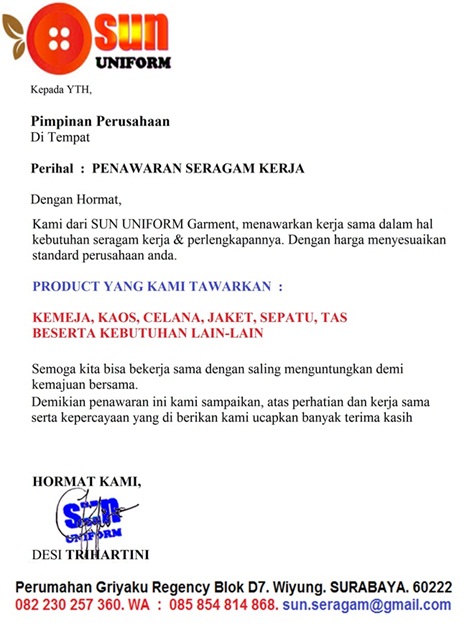 sun
UNIFORM
Kepada YTH,
Pimpinan Perusahaan
Di Tempat
Perihal : PENAWARAN SERAGAM KERJA
Dengan Hormat,
Kami dari SUN UNIFORM Garment, menawarkan kerja sama dalam hal
kebutuhan seragam kerja & perlengkapannya. Dengan harga menyesuaikan
standard perusahaan anda.
PRODUCT YANG KAMI TAWARKAN :
KEMEJA, KAOS, CELANA, JAKET, SEPATU, TAS
BESERTA KEBUTUHAN LAIN-LAIN
Semoga kita bisa bekerja sama dengan saling menguntungkan demi
kemajuan bersama.
Demikian penawaran ini kami sampaikan, atas perhatian dan kerja sama
serta kepercayaan yang di berikan kami ucapkan banyak terima kasih
HORMAT KAMI,
sun
UNIFORM
DESI TRIHARTINI
Perumahan Griyaku Regency Blok D7. Wiyung. SURABAYA. 60222
082 230 257 360. WA : 085 854 814 868. sun.seragam@gmail.com